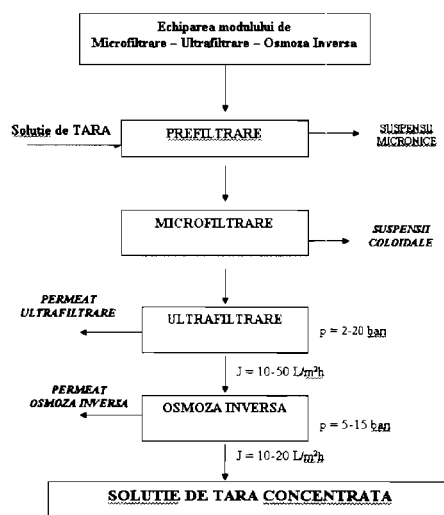 Echiparea modulului de
Microfiltrare – Ultrafiltrare – Osmoza Inversa
Solutie de TARA
PREFILTRARE
SUSPENSII
MICRONICE
MICROFILTRARE
SUSPENSII
COLOIDALE
PERMEAT
ULTRAFILTRARE
ULTRAFILTRARE
p = 2-20 bari
J = 10-50 L/m²h
PERMEAT
OSMOZA INVERSA
OSMOZA INVERSA
p = 5-15 bari
J = 10-20 L/m²h
SOLUTIE DE TARA CONCENTRATA